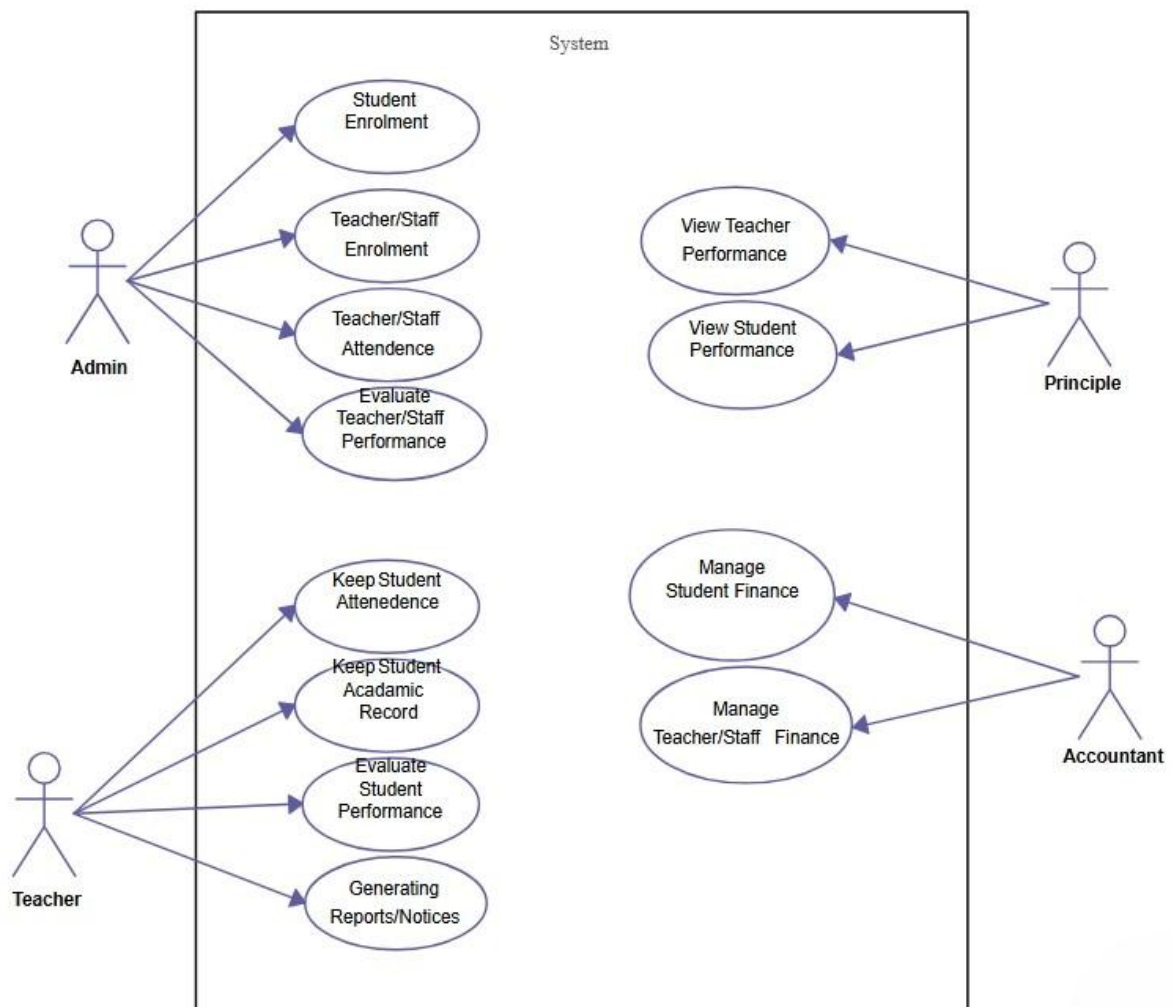 System
Student
Enrolment
Teacher/Staff
Enrolment
Teacher/Staff
Attendence
Evaluate
Teacher/Staff
Performance
Admin
View Teacher
Performance
View Student
Performance
Principle
Keep Student
Attenedence
Keep Student
Acadamic
Record
Evaluate
Student
Performance
Generating
Reports/Notices
Teacher
Manage
Student Finance
Manage
Teacher/Staff Finance
Accountant